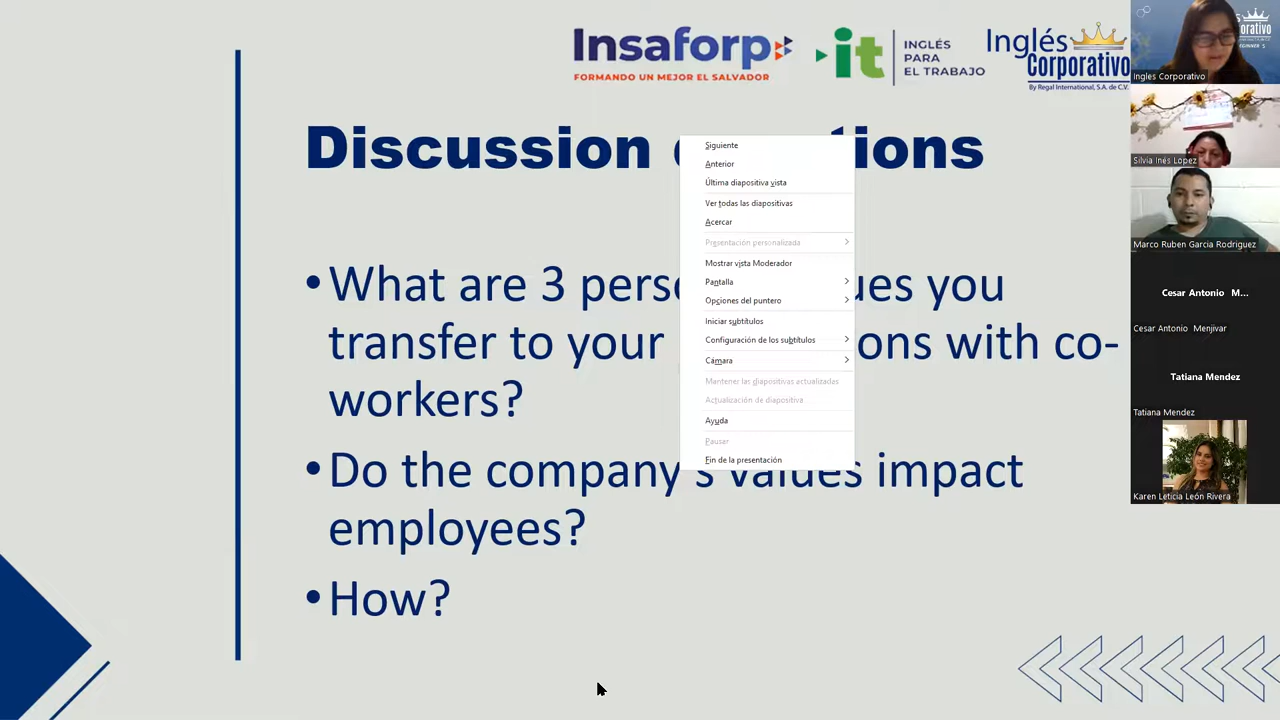 Insaforp
FORMANDO UN MEJOR EL SALVADOR
it
INGLÉS
PARA
EL TRABAJO
Inglés
Corporativo
By Regal International, S.A. de C.V.
Discussion tions
•What are 3 pers ues you
transfer to your ons with co-
workers?
•Do the company's values impact
employees?
•How?
Siguiente
Anterior
Última diapositiva vista
Ver todas las diapositivas
Acercar
Presentación personalizada
Mostrar vista Moderador
Pantalla
Opciones del puntero
Iniciar subtítulos
Configuración de los subtítulos
Cámara
Mantener las diapositivas actualizadas
Actualización de diapositiva
Ayuda
Pausar
Fin de la presentación
Ingles Corporativo
Silvia Inés Lopez
Marco Ruben Garcia Rodriguez
Cesar Antonio M...
Cesar Antonio Menjivar
Tatiana Mendez
Tatiana Mendez
Karen Leticia León Rivera